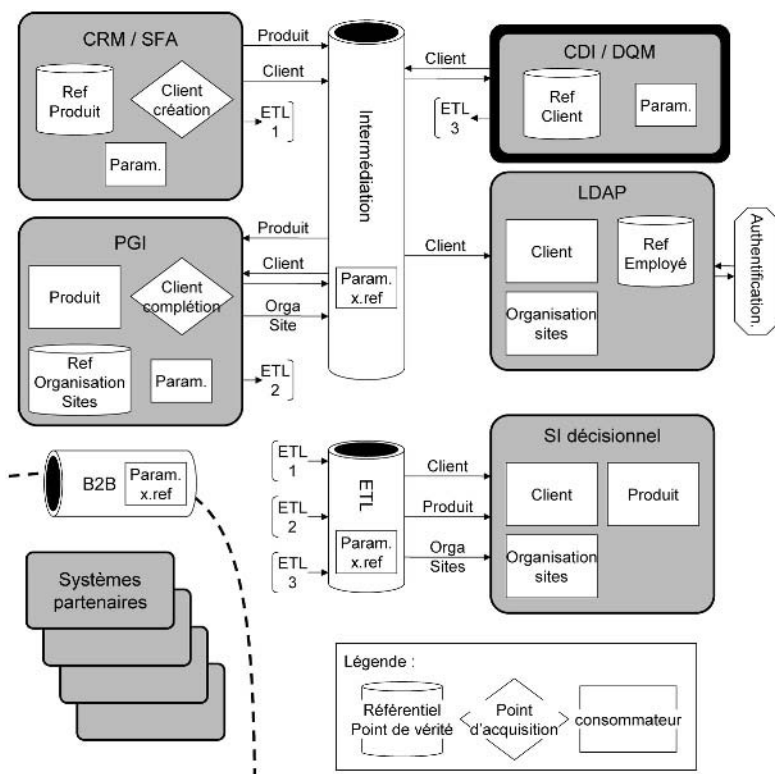 CRM / SFA
Ref
Produit
Client
création
Param.
Produit
Client
ETL
1
Intermédiation
Param.
x.ref
CDI / DQM
Ref
Client
Param.
ETL
3
PGI
Produit
Client
complétion
Ref
Organisation
Sites
Param.
Produit
Client
Orga
Site
ETL
2
Client
LDAP
Client
Ref
Employé
Organisation
sites
Authentification.
B2B
Param.
x.ref
ETL
1
ETL
2
ETL
3
ETL
Param.
x.ref
Client
Produit
Orga
Sites
SI décisionnel
Client
Produit
Organisation
sites
Systèmes
partenaires
Légende :
Référentiel
Point de vérité
Point
d'acquisition
consommateur
Client